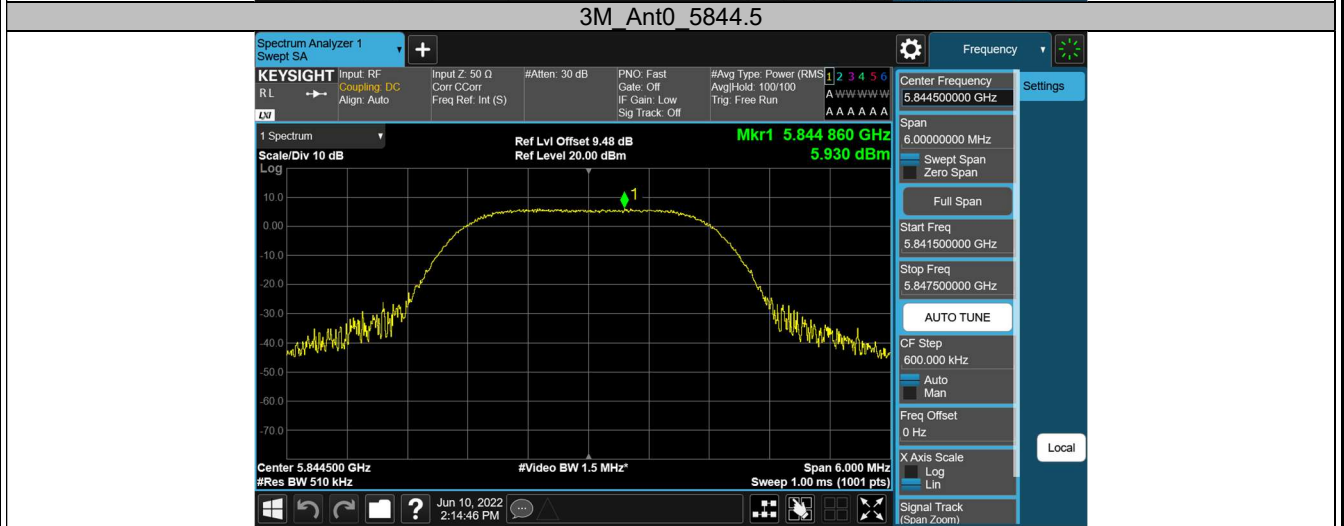 3M_Ant0_5844.5
Spectrum Analyzer 1
Swept SA
Frequency
KEYSIGHT
RL
LXI
Input: RF
Coupling: DC
Align: Auto
Input Z: 50 Ω
Corr CCorr
Freq Ref: Int (S)
#Atten: 30 dB
PNO: Fast
Gate: Off
IF Gain: Low
Sig Track: Off
#Avg Type: Power (RMS
Avg|Hold: 100/100
Trig: Free Run
1 2 3 4 5 6
A W W W W W
A A A A A A
1 Spectrum
Scale/Div 10 dB
Log
Ref Lvl Offset 9.48 dB
Ref Level 20.00 dBm
Mkr1 5.844 860 GHz
5.930 dBm
1
10.0
0.00
-10.0
-20.0
-30.0
-40.0
-50.0
-60.0
-70.0
Center 5.844500 GHz
#Res BW 510 kHz
#Video BW 1.5 MHz*
Span 6.000 MHz
Sweep 1.00 ms (1001 pts)
Center Frequency
5.844500000 GHz
Settings
Span
6.00000000 MHz
Swept Span
Zero Span
Full Span
Start Freq
5.841500000 GHz
Stop Freq
5.847500000 GHz
AUTO TUNE
CF Step
600.000 kHz
Auto
Man
Freq Offset
0 Hz
Local
X Axis Scale
Log
Lin
Signal Track
(Span Zoom)
?
Jun 10, 2022
2:14:46 PM